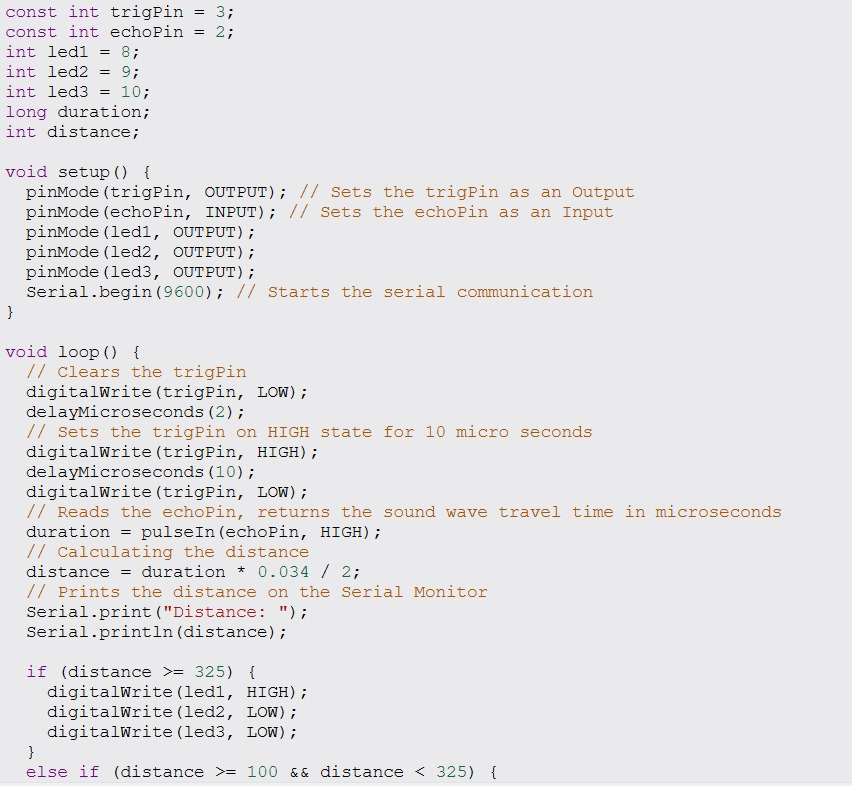 const int trigPin = 3;
const int echoPin = 2;
int led1 = 8;
int led2 = 9;
int led3 = 10;
long duration;
int distance;

void setup() {
  pinMode(trigPin, OUTPUT); // Sets the trigPin as an Output
  pinMode(echoPin, INPUT); // Sets the echoPin as an Input
  pinMode(led1, OUTPUT);
  pinMode(led2, OUTPUT);
  pinMode(led3, OUTPUT);
  Serial.begin(9600); // Starts the serial communication
}

void loop() {
  // Clears the trigPin
  digitalWrite(trigPin, LOW);
  delayMicroseconds(2);
  // Sets the trigPin on HIGH state for 10 micro seconds
  digitalWrite(trigPin, HIGH);
  delayMicroseconds(10);
  digitalWrite(trigPin, LOW);
  // Reads the echoPin, returns the sound wave travel time in microseconds
  duration = pulseIn(echoPin, HIGH);
  // Calculating the distance
  distance = duration * 0.034 / 2;
  // Prints the distance on the Serial Monitor
  Serial.print("Distance: ");
  Serial.println(distance);

  if (distance >= 325) {
    digitalWrite(led1, HIGH);
    digitalWrite(led2, LOW);
    digitalWrite(led3, LOW);
  }
  else if (distance >= 100 && distance < 325) {